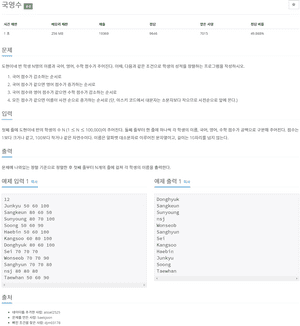 국영수
시간 제한 메모리 제한 제출 정답 맞은 사람 정답 비율
1 초 256 MB
문제
도현이네 반 학생 N명의 이름과 국어, 영어, 수학 점수가 주어진다. 이때, 다음과 같은 조건으로 학생의 성적을 정렬하는 프로그램을 작성하시오.
1. 국어 점수가 감소하는 순서로
2. 국어 점수가 같으면 영어 점수가 증가하는 순서로
3. 국어 점수와 영어 점수가 같으면 수학 점수가 감소하는 순서로
4. 모든 점수가 같으면 이름이 사전 순으로 증가하는 순서로 (단, 아스키 코드에서 대문자는 소문자보다 작으므로 사전순으로 앞에 온다.)
입력
첫째 줄에 도현이네 반의 학생의 수 N (1 ≤ N ≤ 100,000)이 주어진다. 둘째 줄부터 한 줄에 하나씩 각 학생의 이름, 국어, 영어, 수학 점수가 공백으로 구분해 주어진다. 점수는
1보다 크거나 같고, 100보다 작거나 같은 자연수이다. 이름은 알파벳 대소문자로 이루어진 문자열이고, 길이는 10자리를 넘지 않는다.
출력
문제에 나와있는 정렬 기준으로 정렬한 후 첫째 줄부터 N개의 줄에 걸쳐 각 학생의 이름을 출력한다.
예제 입력 1
12
Junkyu 50 60 100
Sangkeun 80 60 50
Sunyoung 80 70 100
Soong 50 60 90
Haebin 50 60 100
Kangsoo 60 80 100
Donghyuk 80 60 100
Sei 70 70 70
Wonseob 70 70 90
Sanghyun 70 70 80
nsj 80 80 80
Taewhan 50 60 90
예제 출력 1
Donghyuk
Sangkeun
Sunyoung
nsj
Wonseob
Sanghyun
Sei
Kangsoo
Haebin
Junkyu
Soong
Taewhan
출처